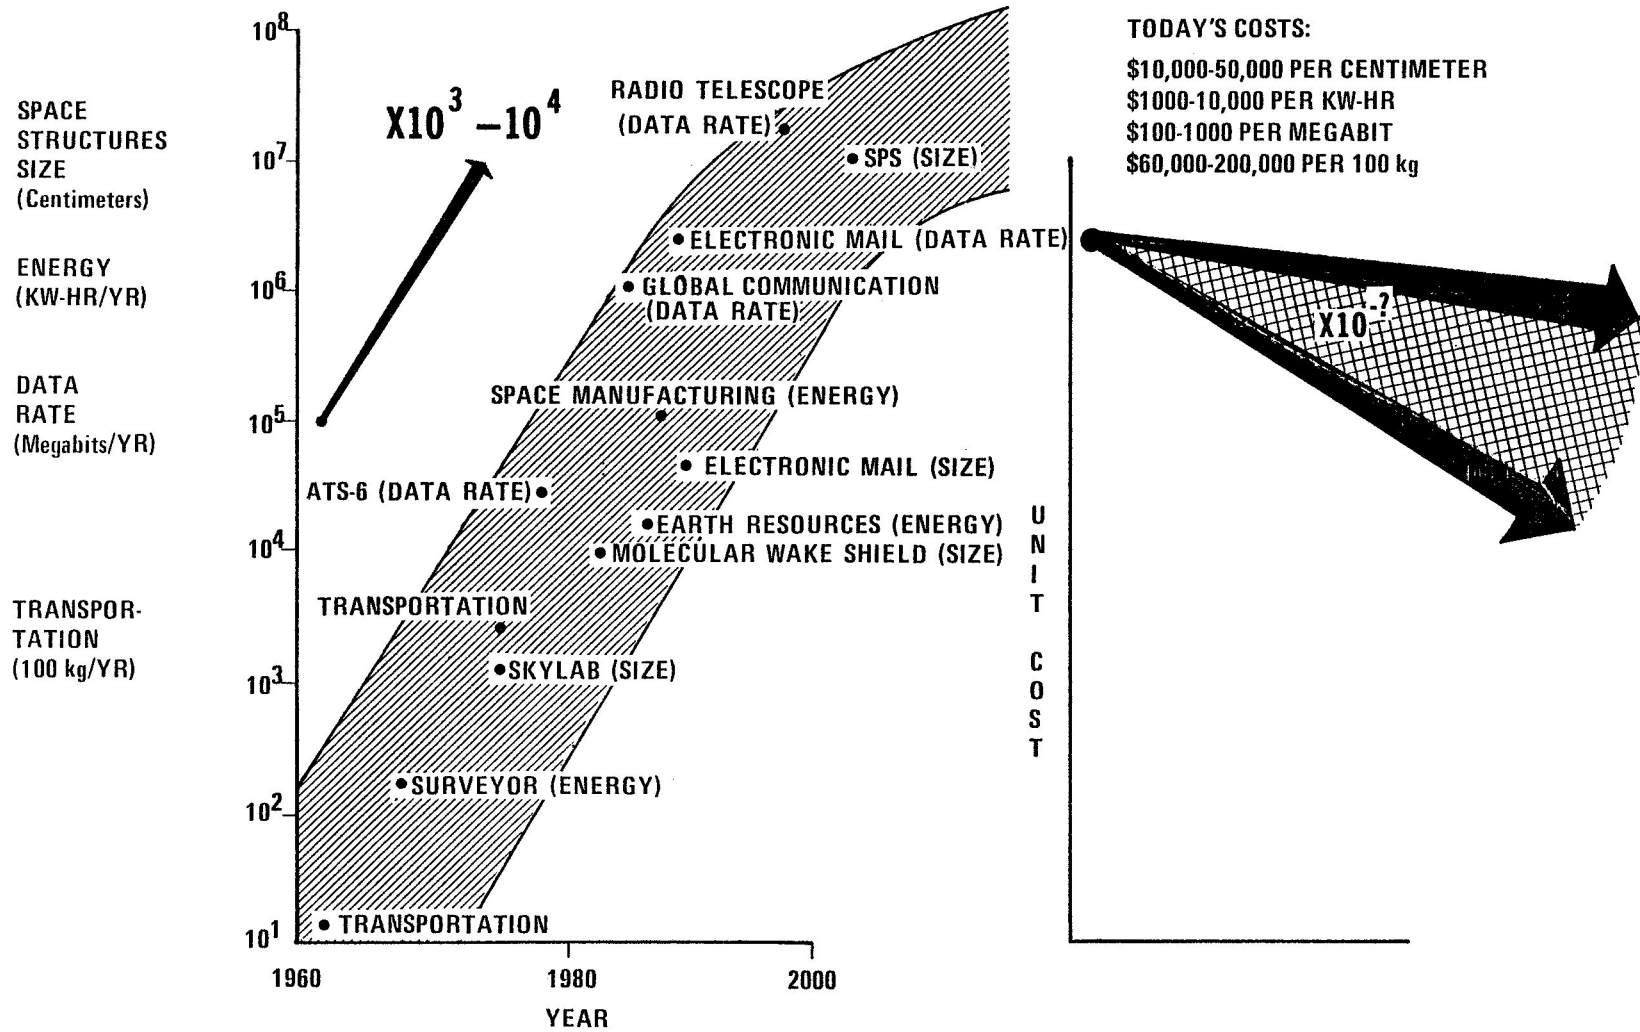 SPACE
STRUCTURES
SIZE
(Centimeters)
ENERGY
(KW-HR/YR)
DATA
RATE
(Megabits/YR)
TRANSPOR-
TATION
(100 kg/YR)
10^8
10^7
10^6
10^5
10^4
10^3
10^2
10^1
X10^3 –10^4
RADIO TELESCOPE
(DATA RATE)
SPS (SIZE)
ELECTRONIC MAIL (DATA RATE)
GLOBAL COMMUNICATION
(DATA RATE)
SPACE MANUFACTURING (ENERGY)
ELECTRONIC MAIL (SIZE)
ATS-6 (DATA RATE)
EARTH RESOURCES (ENERGY)
MOLECULAR WAKE SHIELD (SIZE)
TRANSPORTATION
SKYLAB (SIZE)
SURVEYOR (ENERGY)
TRANSPORTATION
1960
1980
2000
YEAR
TODAY'S COSTS:
$10,000-50,000 PER CENTIMETER
$1000-10,000 PER KW-HR
$100-1000 PER MEGABIT
$60,000-200,000 PER 100 kg
X10^-?
UNIT COST